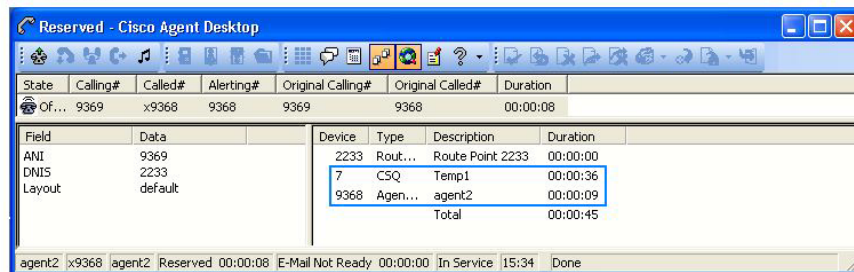 Reserved - Cisco Agent Desktop
State Calling# Called# Alerting# Original Calling# Original Called# Duration
Of... 9369 x9368 9368 9369 9368 00:00:08
Field Data Device Type Description Duration
ANI 9369 2233 Rout... Route Point 2233 00:00:00
DNIS 2233 7 CSQ Temp1 00:00:36
Layout default 9368 Agen... agent2 00:00:09
Total 00:00:45
agent2 x9368 agent2 Reserved 00:00:08 E-Mail Not Ready 00:00:00 In Service 15:34 Done